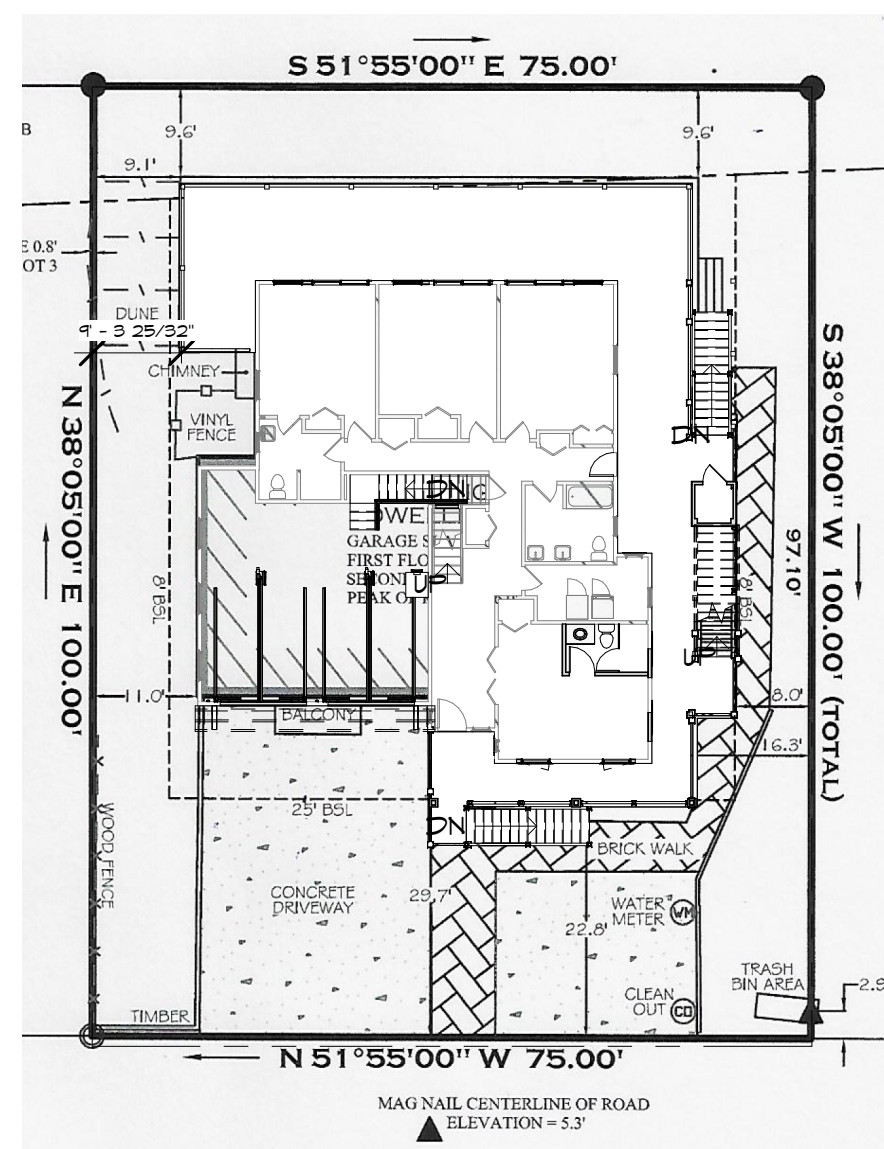 S 51°55'00" E 75.00'
9.6'
9.6'
B
9.1'
E 0.8'
OT 3
DUNE
9' - 3 25/32"
CHIMNEY
VINYL
FENCE
DN
DN
N 38°05'00" E 100.00'
S 38°05'00" W 100.00' (TOTAL)
97.10'
OWE
GARAGE S
FIRST FLO
SECOND
PEAK OF
UP
8' BSL
8' BSL
UP
11.0'
8.0'
BALCONY
16.3'
25' BSL
DN
BRICK WALK
WOOD FENCE
CONCRETE
DRIVEWAY
29.7'
WATER
METER
WM
22.8'
TRASH
BIN AREA
2.9
CLEAN
OUT
CO
TIMBER
N 51°55'00" W 75.00'
MAG NAIL CENTERLINE OF ROAD
ELEVATION = 5.3'